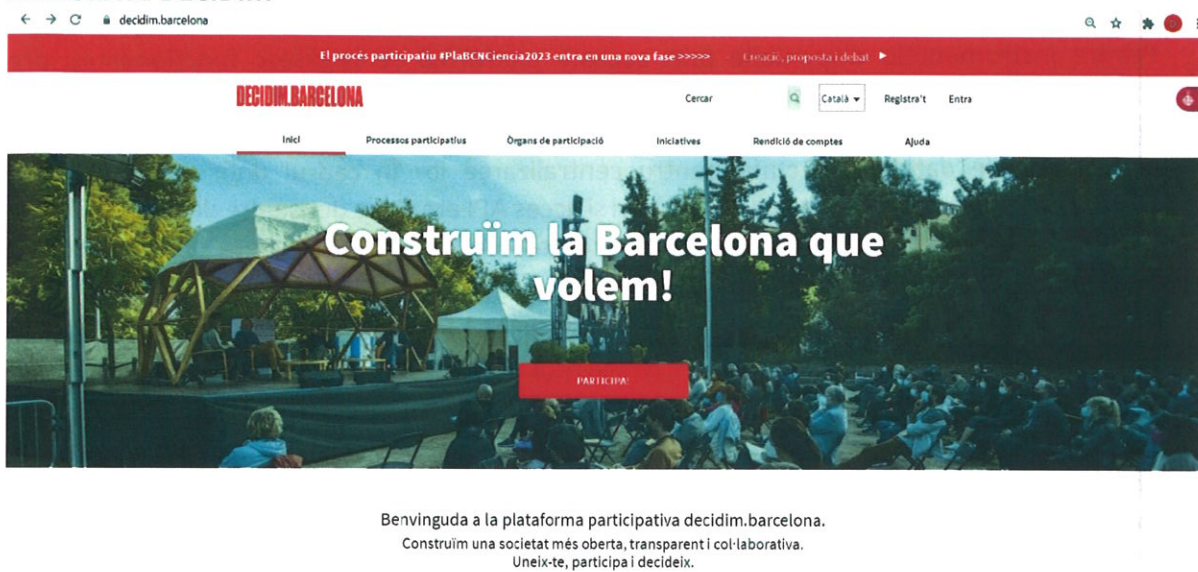 decidim.barcelona
El procés participatiu #PlaBCNCiencia2023 entra en una nova fase >>>>> Creació, proposta i debat
DECIDIM.BARCELONA
Cercar
Català
Registra't
Entra
Inici
Processos participatius
Òrgans de participació
Iniciatives
Rendició de comptes
Ajuda
Construïm la Barcelona que
volem!
PARTICIPA!
Benvinguda a la plataforma participativa decidim.barcelona.
Construïm una societat més oberta, transparent i col·laborativa.
Uneix-te, participa i decideix.